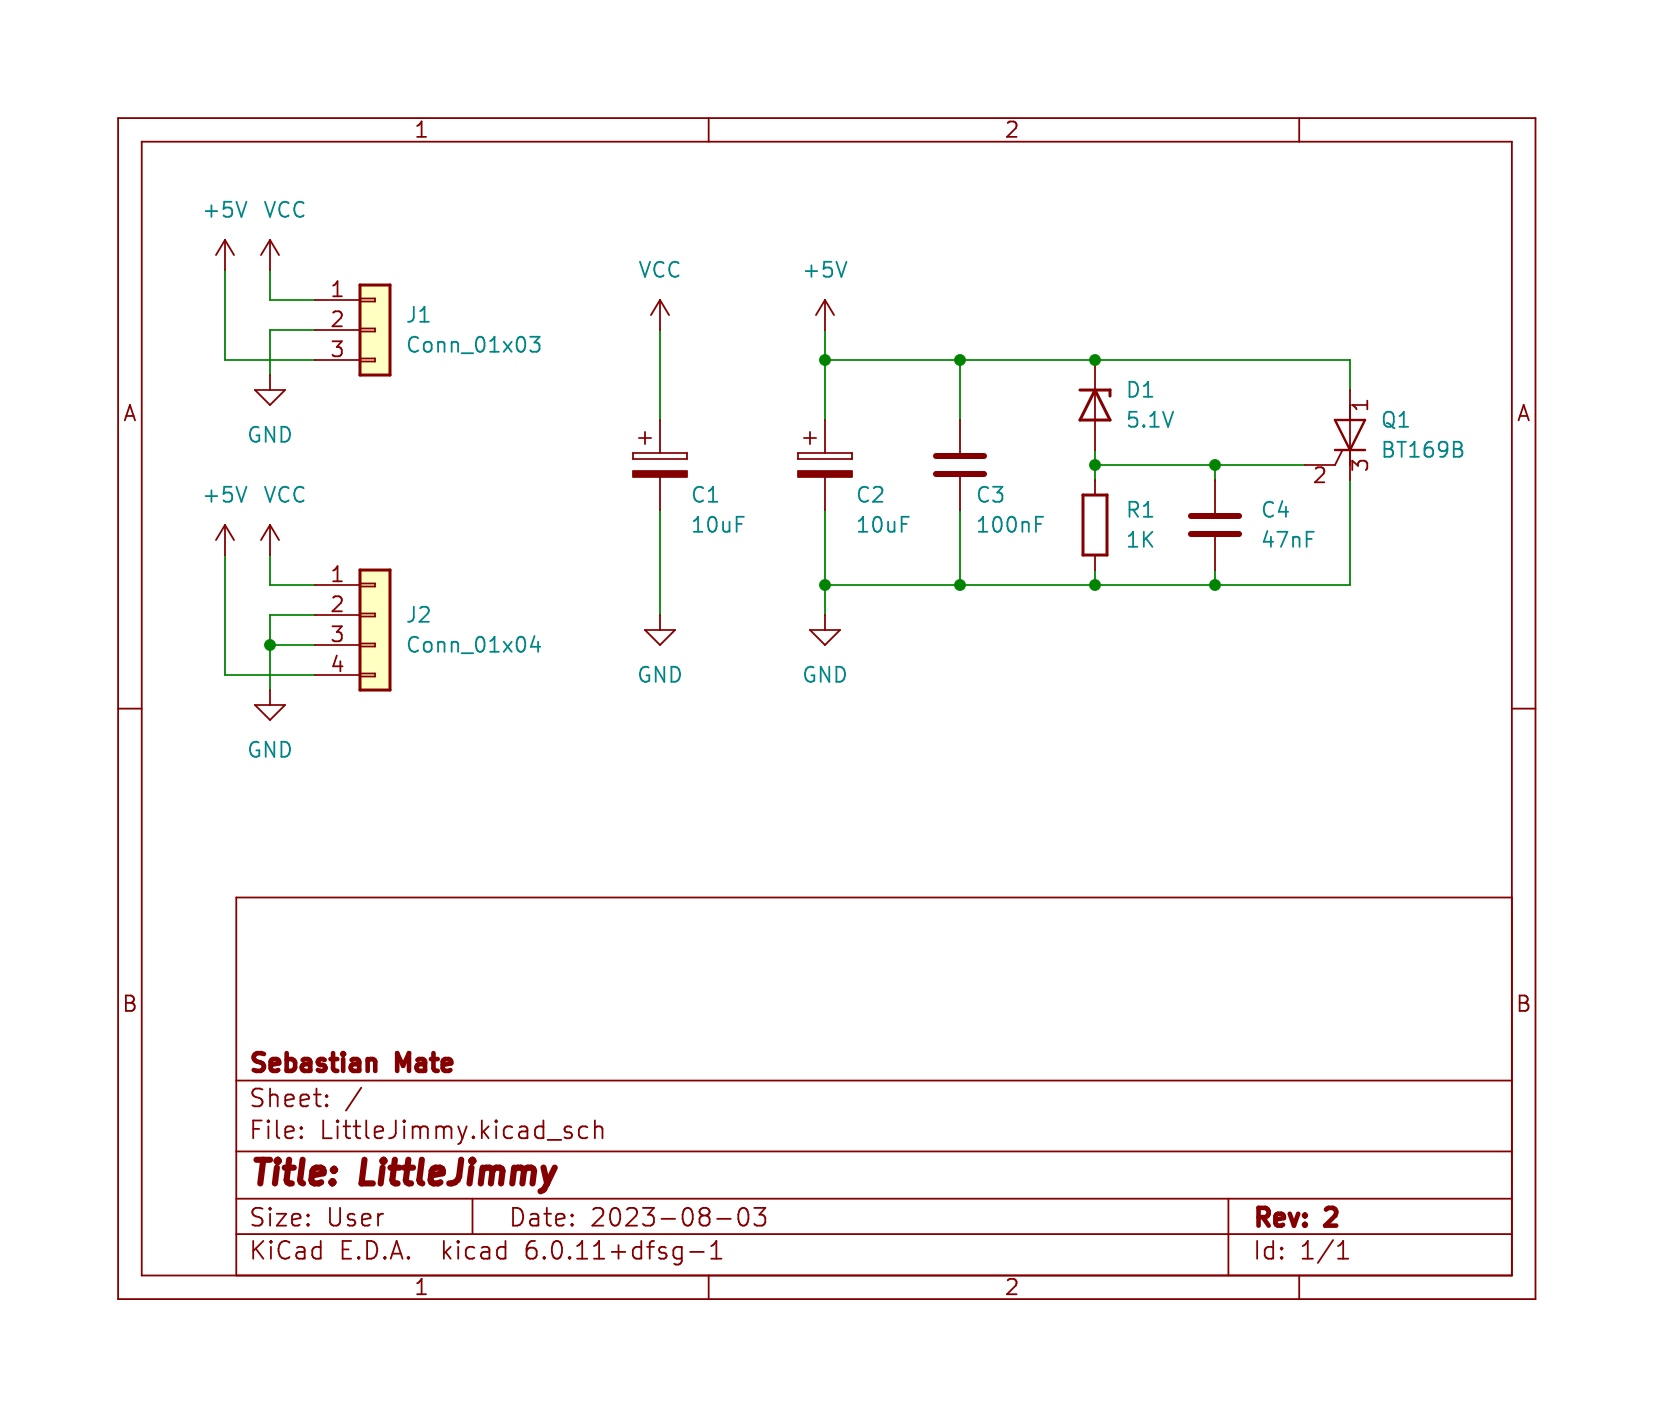 1 2
+5V VCC
1
2
3
J1
Conn_01x03
GND
VCC
+
C1
10uF
GND
+5V
+
C2
10uF
GND
C3
100nF
D1
5.1V
R1
1K
C4
47nF
1
2
3
Q1
BT169B
A A
+5V VCC
1
2
3
4
J2
Conn_01x04
GND
B B
Sebastian Mate
Sheet: /
File: LittleJimmy.kicad_sch
Title: LittleJimmy
Size: User Date: 2023-08-03 Rev: 2
KiCad E.D.A. kicad 6.0.11+dfsg-1 Id: 1/1
1 2